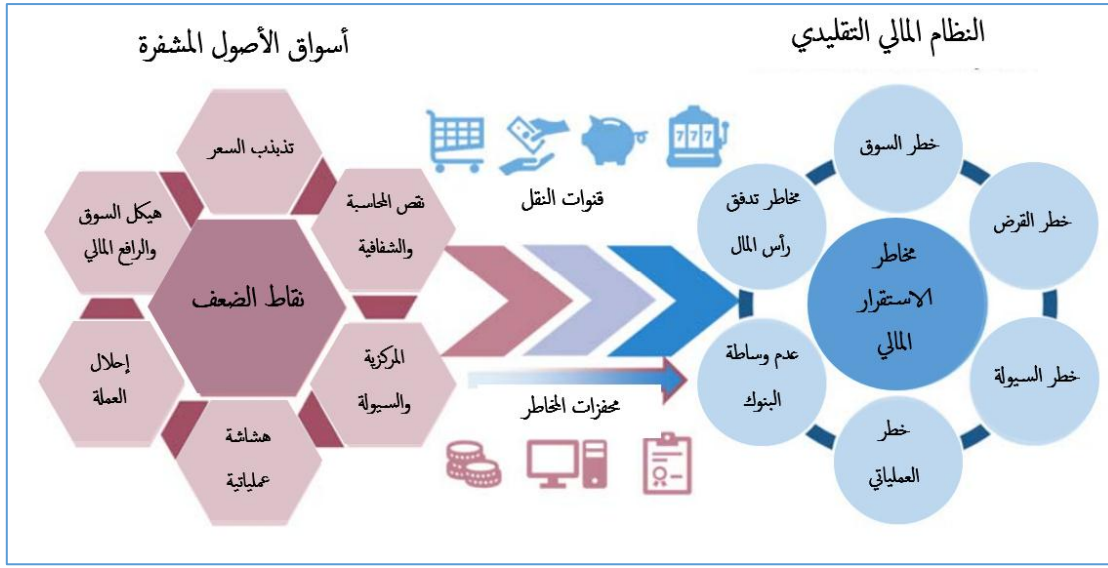 أسواق الأصول المشفرة
النظام المالي التقليدي
تذبذب السعر
نقص المحاسبة
والشفافية
المركزية
والسيولة
هشاشة
عملياتية
إحلال
العملة
هيكل السوق
والرافع المالي
نقاط الضعف
777
قنوات النقل
محفزات المخاطر
خطر السوق
خطر القرض
خطر السيولة
خطر
العملياتي
عدم وساطة
البنوك
مخاطر تدفق
رأس المال
مخاطر
الاستقرار
المالي